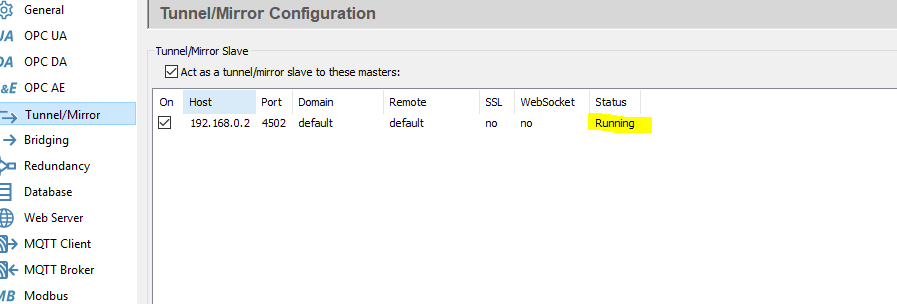 General
Tunnel/Mirror Configuration
UA OPC UA
DA OPC DA
&E OPC AE
Tunnel/Mirror
Bridging
Redundancy
Database
Web Server
MQTT Client
MQTT Broker
MB Modbus
Tunnel/Mirror Slave
Act as a tunnel/mirror slave to these masters:
On Host Port Domain Remote SSL WebSocket Status
192.168.0.2 4502 default default no no Running